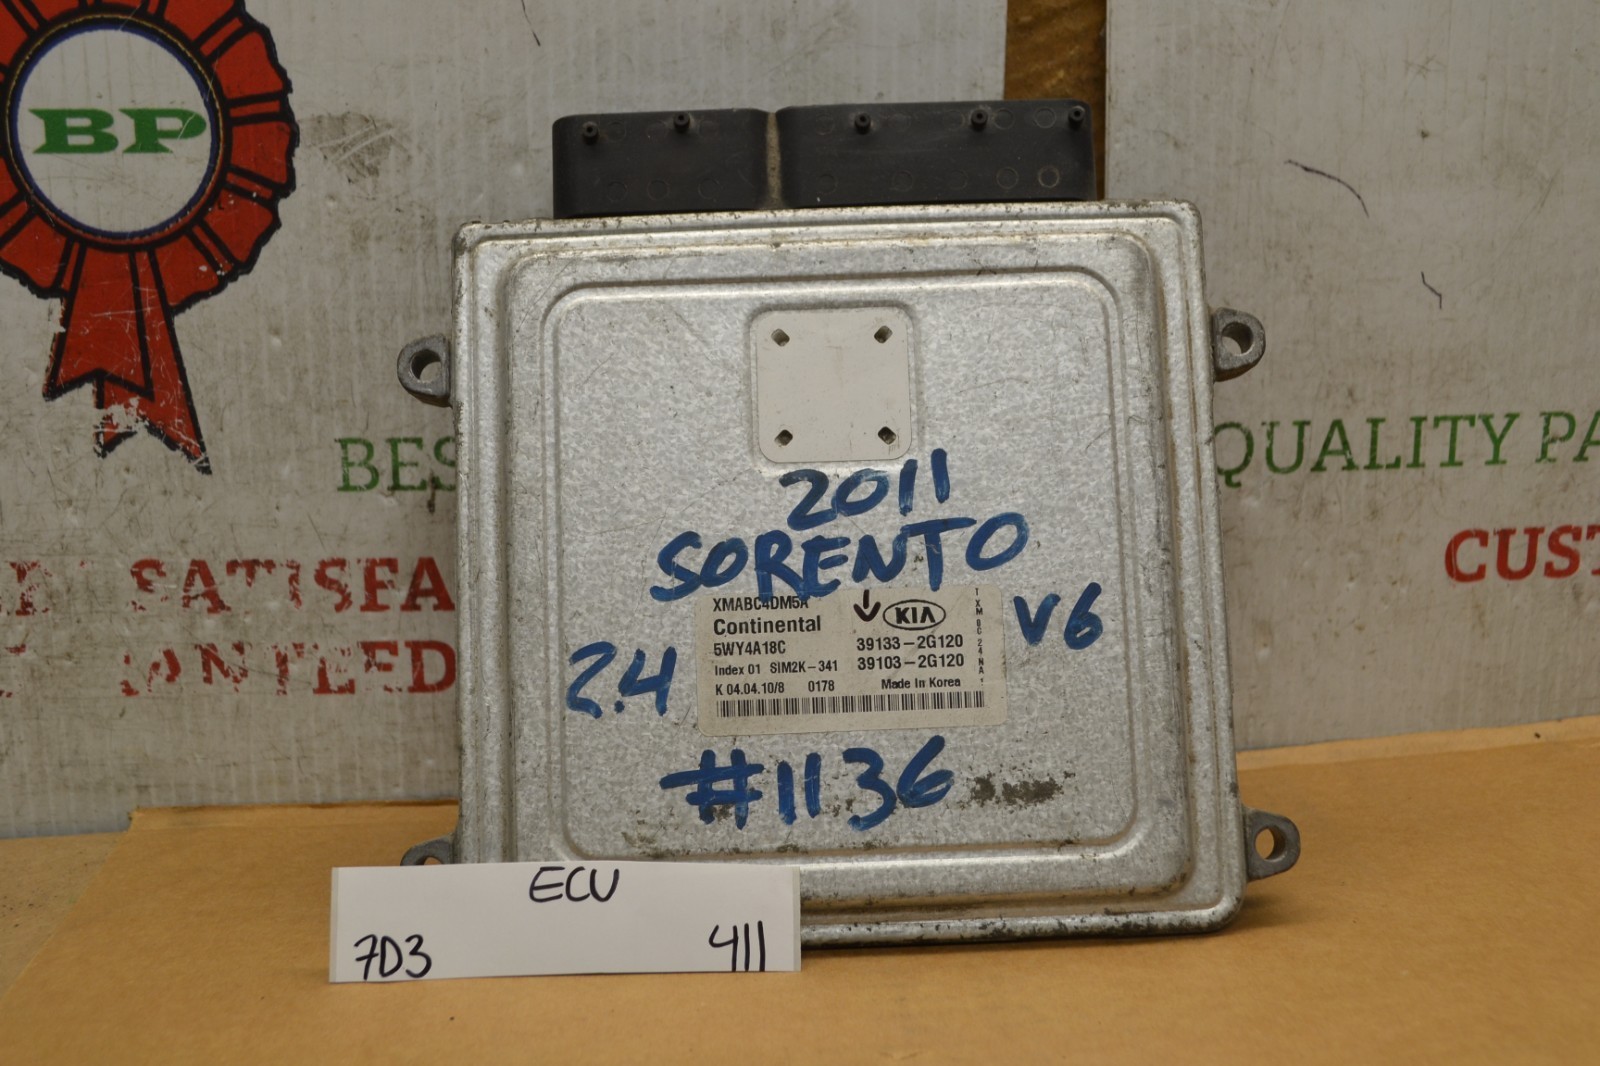 BP
BES
QUALITY PA
SATISFA
CUST
2011
SORENTO
V6
2.4
XMABC4DM5A
Continental
KIA
5WY4A18C
39133-2G120
Index 01 SIM2K-341
39103-2G120
K 04.04.10/8 0178 Made in Korea
#1136
ECU
7D3 411